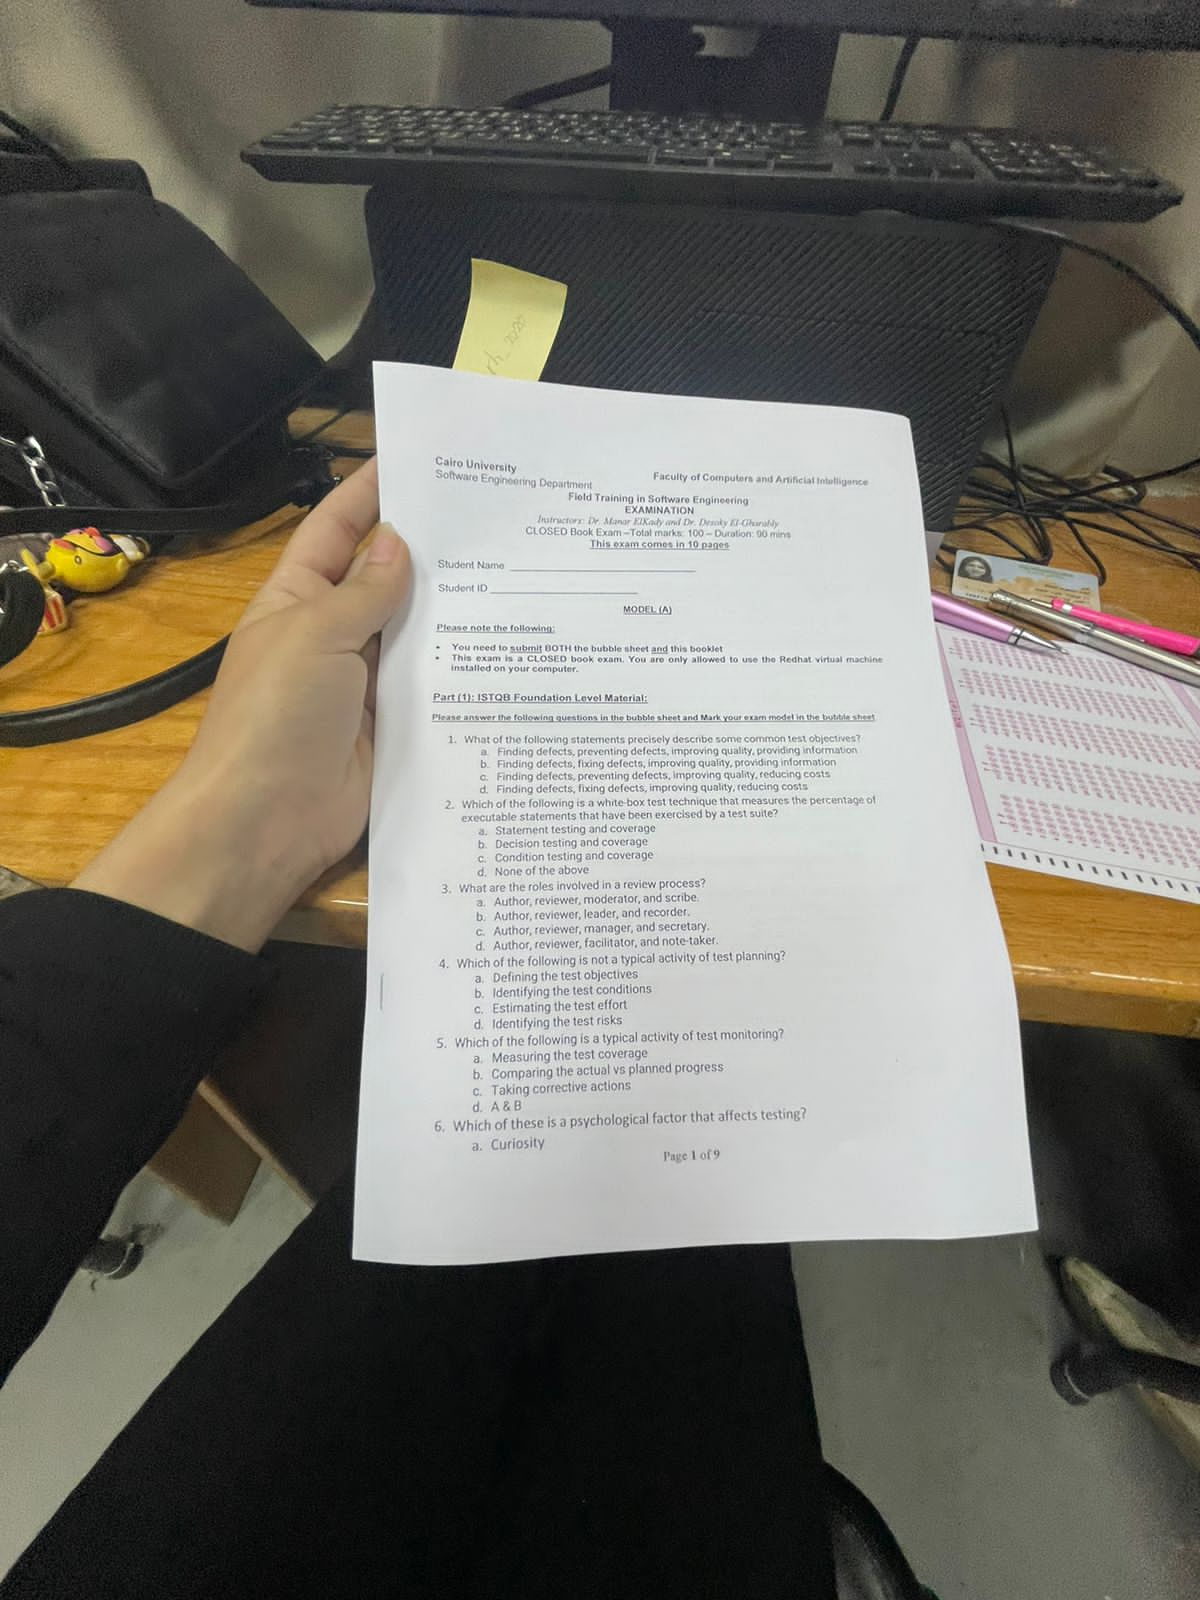 Cairo University
Software Engineering Department
Faculty of Computers and Artificial Intelligence
Field Training in Software Engineering
EXAMINATION
Instructors: Dr. Manar ElKady and Dr. Desoky El-Gharably
CLOSED Book Exam –Total marks: 100 – Duration: 90 mins
This exam comes in 10 pages
Student Name
Student ID
MODEL (A)
Please note the following:
• You need to submit BOTH the bubble sheet and this booklet
• This exam is a CLOSED book exam. You are only allowed to use the Redhat virtual machine
installed on your computer.
Part (1): ISTQB Foundation Level Material:
Please answer the following questions in the bubble sheet and Mark your exam model in the bubble sheet
1. What of the following statements precisely describe some common test objectives?
a. Finding defects, preventing defects, improving quality, providing information
b. Finding defects, fixing defects, improving quality, providing information
c. Finding defects, preventing defects, improving quality, reducing costs
d. Finding defects, fixing defects, improving quality, reducing costs
2. Which of the following is a white-box test technique that measures the percentage of
executable statements that have been exercised by a test suite?
a. Statement testing and coverage
b. Decision testing and coverage
c. Condition testing and coverage
d. None of the above
3. What are the roles involved in a review process?
a. Author, reviewer, moderator, and scribe.
b. Author, reviewer, leader, and recorder.
c. Author, reviewer, manager, and secretary.
d. Author, reviewer, facilitator, and note-taker.
4. Which of the following is not a typical activity of test planning?
a. Defining the test objectives
b. Identifying the test conditions
c. Estimating the test effort
d. Identifying the test risks
5. Which of the following is a typical activity of test monitoring?
a. Measuring the test coverage
b. Comparing the actual vs planned progress
c. Taking corrective actions
d. A & B
6. Which of these is a psychological factor that affects testing?
a. Curiosity
Page 1 of 9